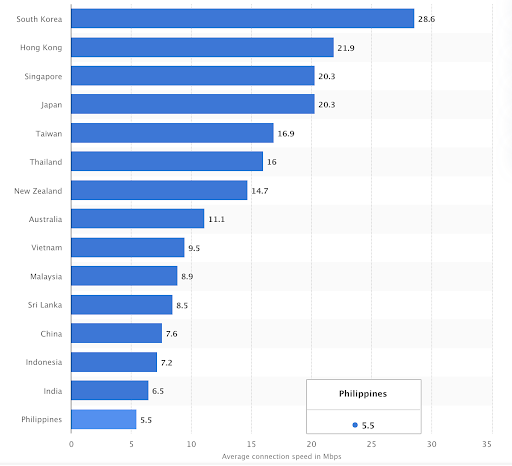 South Korea 28.6
Hong Kong 21.9
Singapore 20.3
Japan 20.3
Taiwan 16.9
Thailand 16
New Zealand 14.7
Australia 11.1
Vietnam 9.5
Malaysia 8.9
Sri Lanka 8.5
China 7.6
Indonesia 7.2
India 6.5
Philippines 5.5
Philippines
5.5
0 5 10 15 20 25 30 35
Average connection speed in Mbps